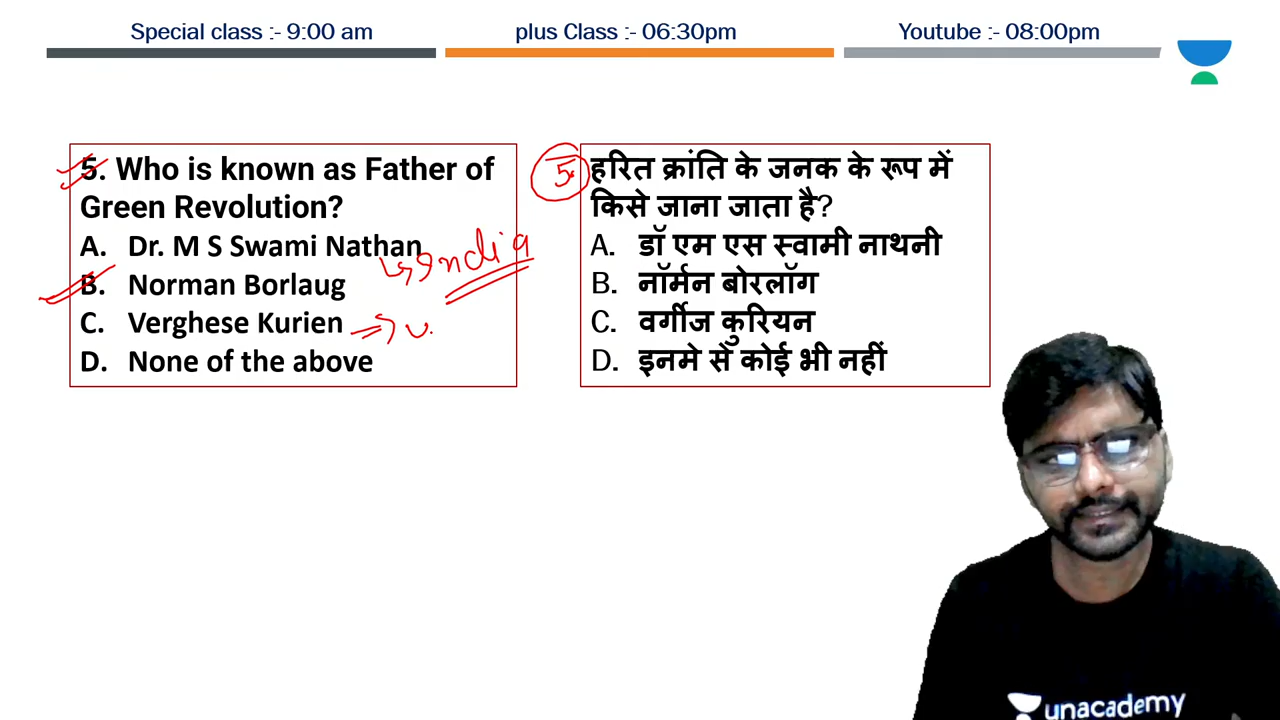 Special class :- 9:00 am
plus Class :- 06:30pm
Youtube :- 08:00pm
5. Who is known as Father of
Green Revolution?
A. Dr. M S Swami Nathan
B. Norman Borlaug
C. Verghese Kurien
D. None of the above
India
5.
हरित क्रांति के जनक के रूप में
किसे जाना जाता है?
A. डॉ एम एस स्वामी नाथनी
B. नॉर्मन बोरलॉग
C. वर्गीज कुरियन
D. इनमे से कोई भी नहीं
unacademy